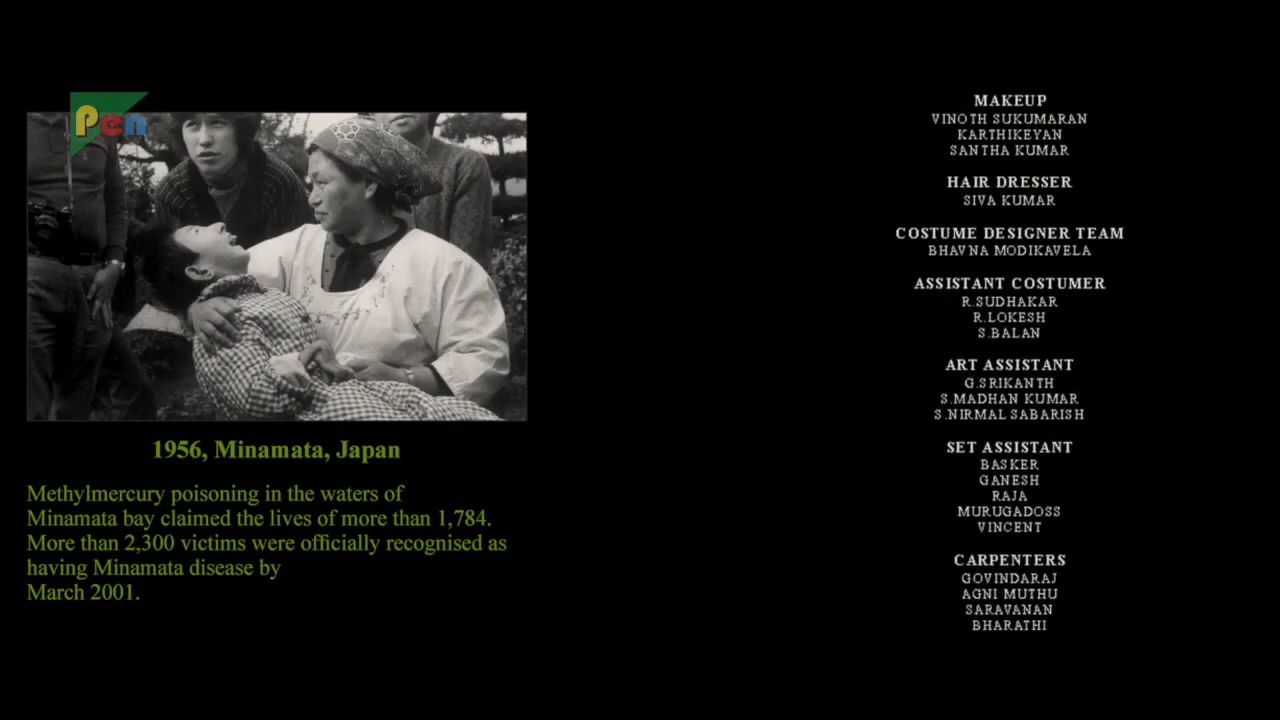 Pen
1956, Minamata, Japan
Methylmercury poisoning in the waters of
Minamata bay claimed the lives of more than 1,784.
More than 2,300 victims were officially recognised as
having Minamata disease by
March 2001.
MAKEUP
VINOTH SUKUMARAN
KARTHIKEYAN
SANTHA KUMAR
HAIR DRESSER
SIVA KUMAR
COSTUME DESIGNER TEAM
BHAVNA MODIKAVELA
ASSISTANT COSTUMER
R.SUDHAKAR
R.LOKESH
S.BALAN
ART ASSISTANT
G.SRIKANTH
S.MADHAN KUMAR
S.NIRMAL SABARISH
SET ASSISTANT
BASKER
GANESH
RAJA
MURUGADOSS
VINCENT
CARPENTERS
GOVINDARAJ
AGNI MUTHU
SARAVANAN
BHARATHI